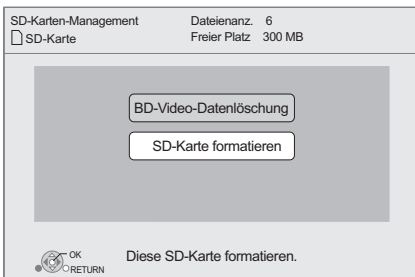 SD-Karten-Management Dateienanz. 6
SD-Karte Freier Platz 300 MB
BD-Video-Datenlöschung
SD-Karte formatieren
OK
RETURN
Diese SD-Karte formatieren.